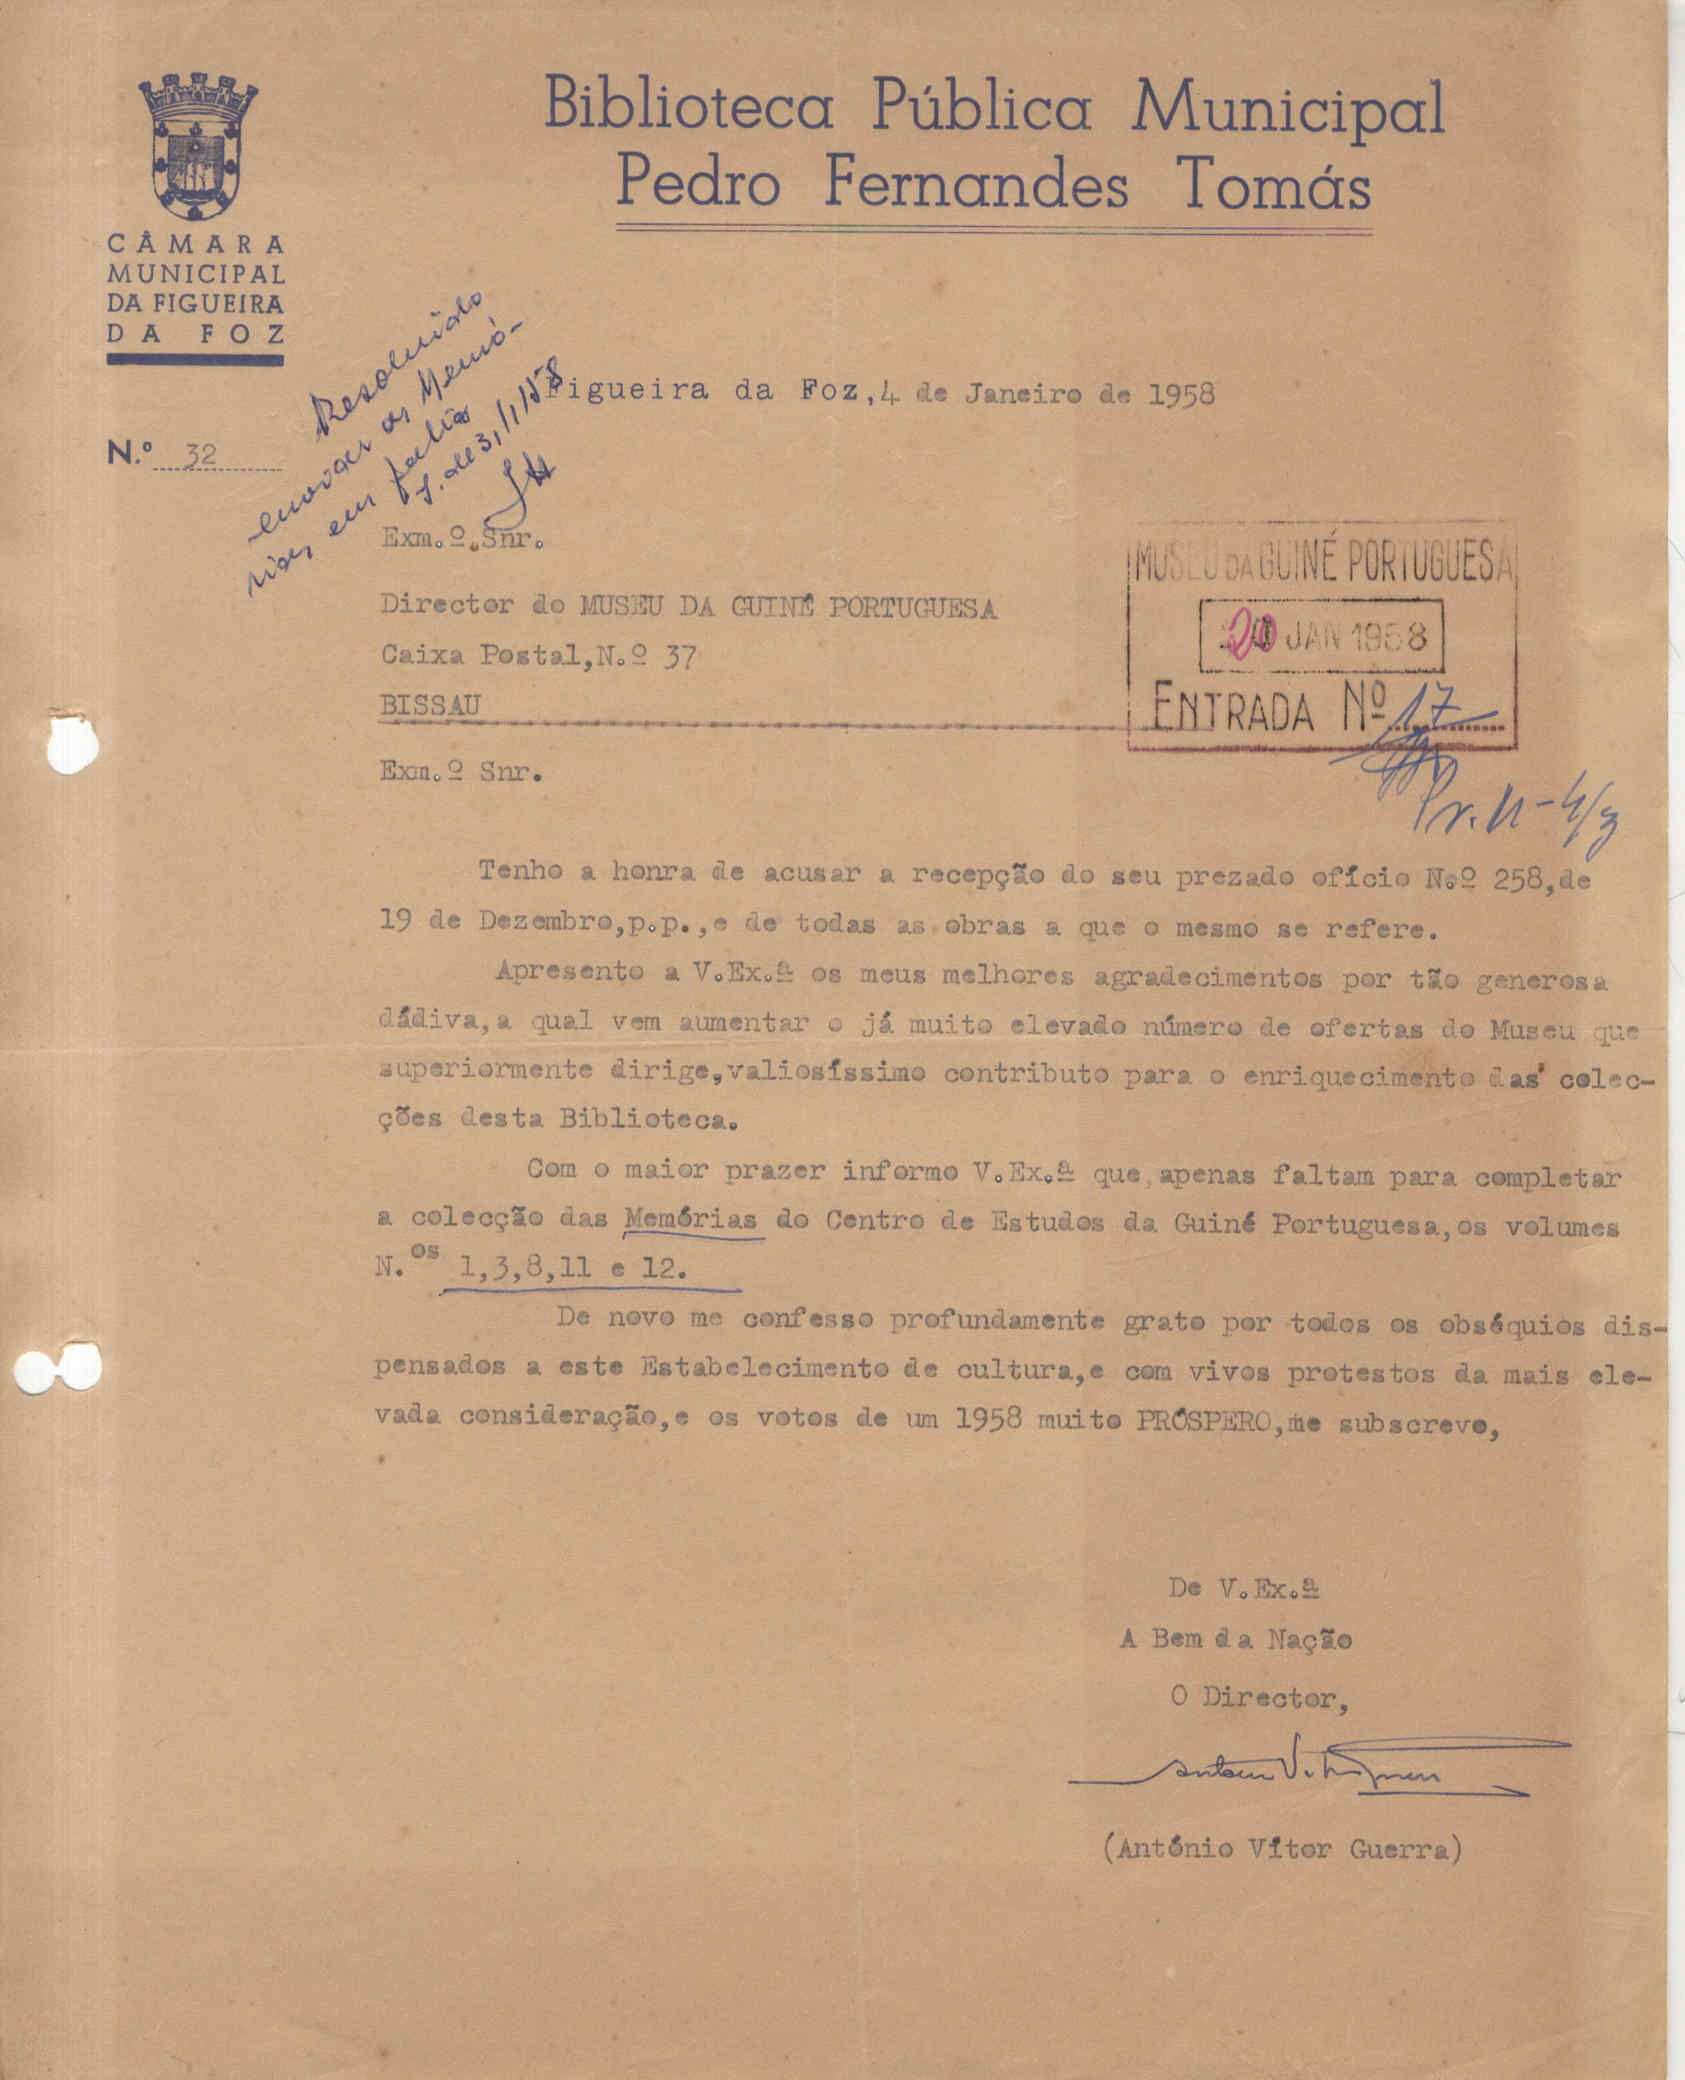 Biblioteca Pública Municipal
Pedro Fernandes Tomás
CÂMARA
MUNICIPAL
DA FIGUEIRA
DA FOZ
Resolvido
enviar as Memó-
rias em falta
31/1/58
Figueira da Foz,4 de Janeiro de 1958
N.º 32
Exm.º.Snr.
Director do MUSEU DA GUINÉ PORTUGUESA
Caixa Postal,N.º 37
BISSAU
MUSEU DA GUINÉ PORTUGUESA
20 JAN 1958
ENTRADA Nº 17
Exm.º Snr.
Tenho a honra de acusar a recepção do seu prezado ofício N.º 258,de
19 de Dezembro,p.p.,e de todas as obras a que o mesmo se refere.
Apresento a V.Ex.ª os meus melhores agradecimentos por tão generosa
dádiva,a qual vem aumentar o já muito elevado número de ofertas do Museu que
superiormente dirige,valiosíssimo contributo para o enriquecimento das colec-
ções desta Biblioteca.
Com o maior prazer informo V.Ex.ª que,apenas faltam para completar
a colecção das Memórias do Centro de Estudos da Guiné Portuguesa,os volumes
N.os 1,3,8,11 e 12.
De novo me confesso profundamente grato por todos os obséquios dis-
pensados a este Estabelecimento de cultura,e com vivos protestos da mais ele-
vada consideração,e os votos de um 1958 muito PRÓSPERO,me subscrevo,
De V.Ex.ª
A Bem da Nação
O Director,
(António Vítor Guerra)